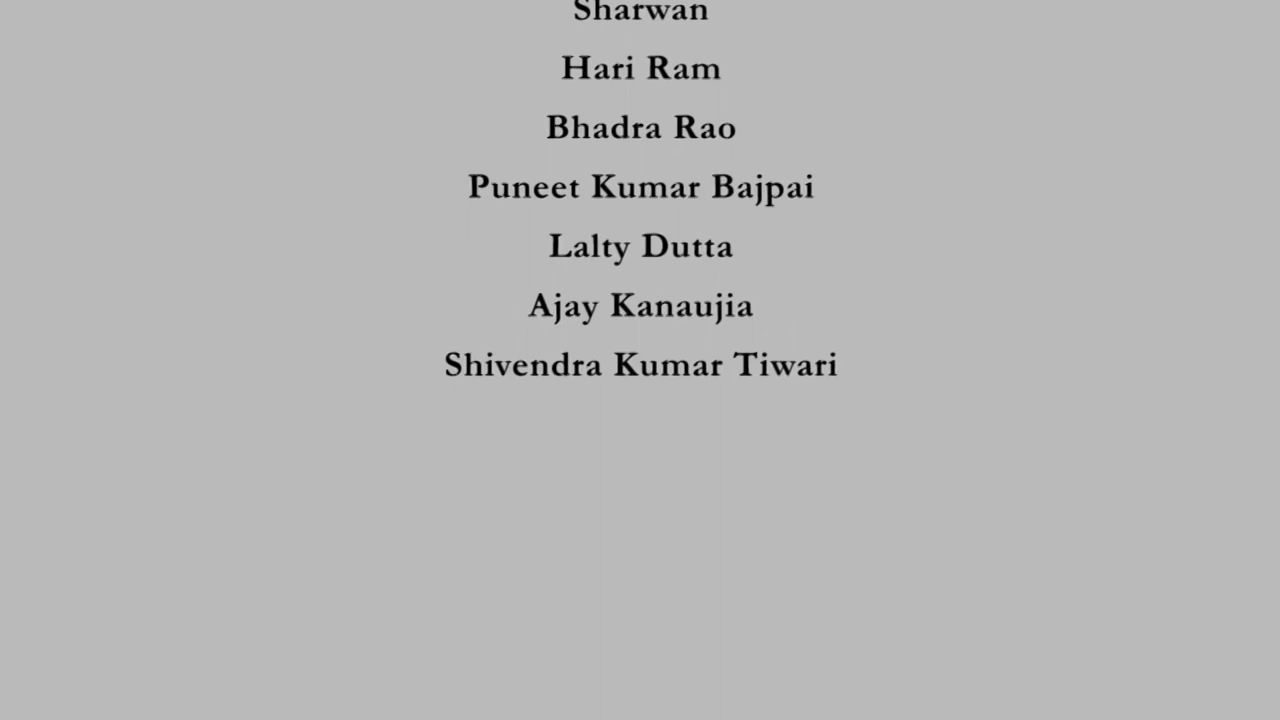 Sharwan
Hari Ram
Bhadra Rao
Puneet Kumar Bajpai
Lalty Dutta
Ajay Kanaujia
Shivendra Kumar Tiwari